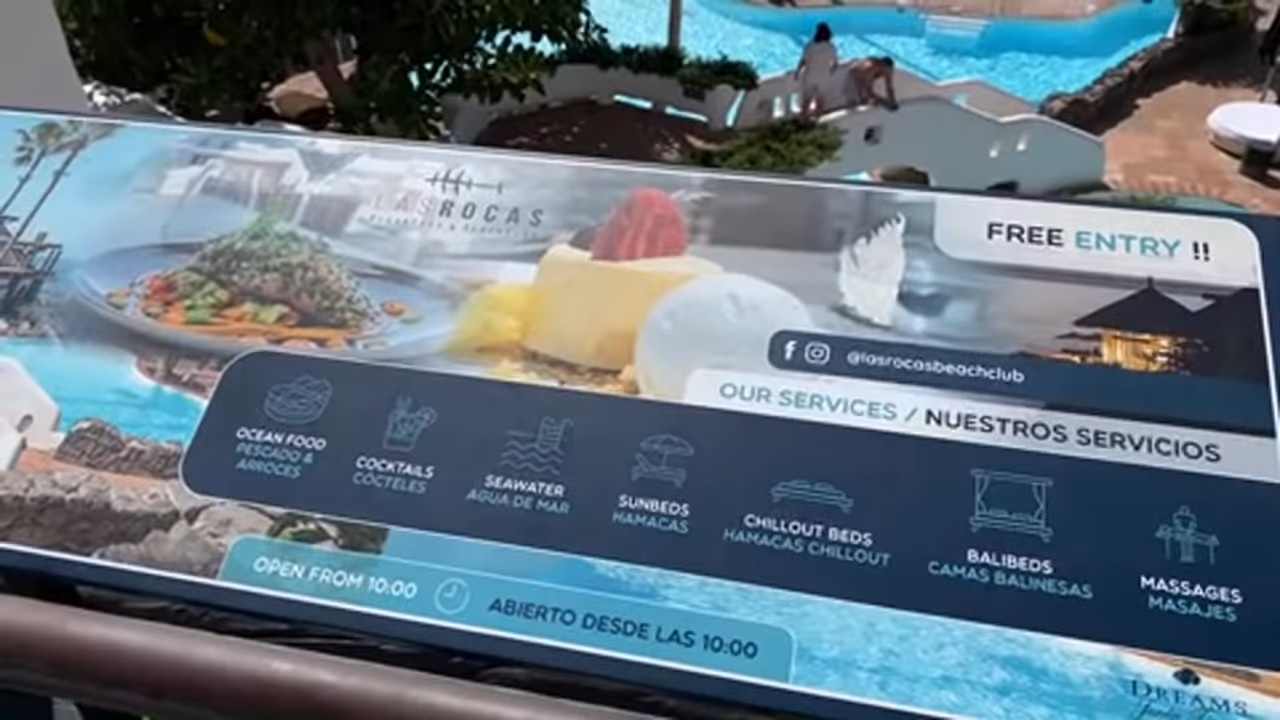 LASROCAS
FREE ENTRY !!
@lasrocasbeachclub
OUR SERVICES / NUESTROS SERVICIOS
OCEAN FOOD
PESCADO &
ARROCES
COCKTAILS
CÓCTELES
SEAWATER
AGUA DE MAR
SUNBEDS
HAMACAS
CHILLOUT BEDS
HAMACAS CHILLOUT
BALIBEDS
CAMAS BALINESAS
MASSAGES
MASAJES
OPEN FROM 10:00
ABIERTO DESDE LAS 10:00
DREAMS